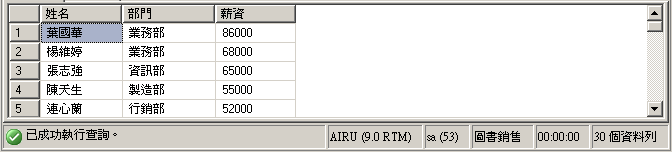 姓名 部門 薪資
1 葉國華 業務部 86000
2 楊維婷 業務部 68000
3 張志強 資訊部 65000
4 陳天生 製造部 55000
5 連心蘭 行銷部 52000
已成功執行查詢。 AIRU (9.0 RTM) sa (53) 圖書銷售 00:00:00 30 個資料列